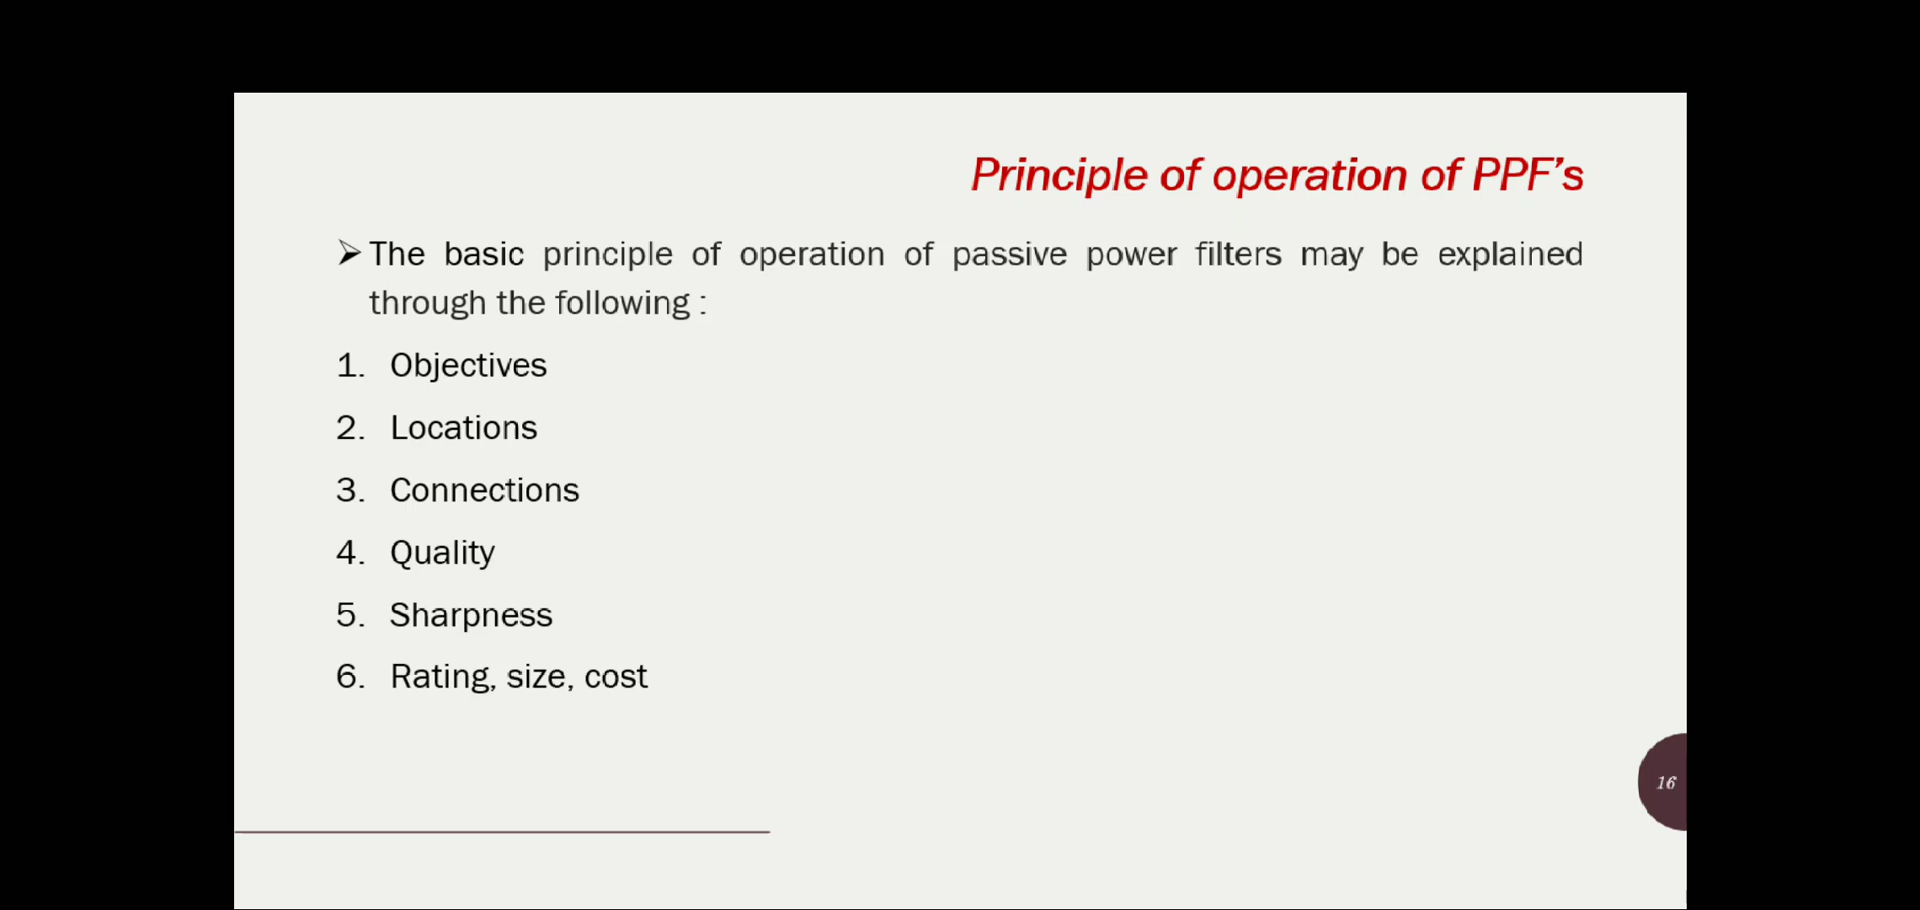 Principle of operation of PPF’s
➢ The basic principle of operation of passive power filters may be explained
through the following :
1. Objectives
2. Locations
3. Connections
4. Quality
5. Sharpness
6. Rating, size, cost
16